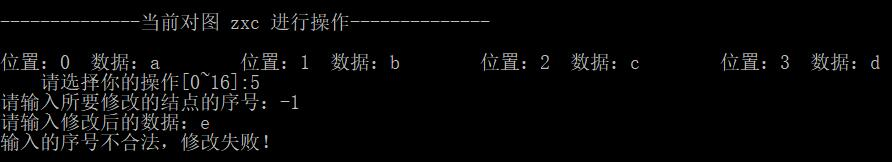 --------------当前对图 zxc 进行操作--------------
位置：0 数据：a 位置：1 数据：b 位置：2 数据：c 位置：3 数据：d
请选择你的操作[0~16]:5
请输入所要修改的结点的序号：-1
请输入修改后的数据：e
输入的序号不合法，修改失败！